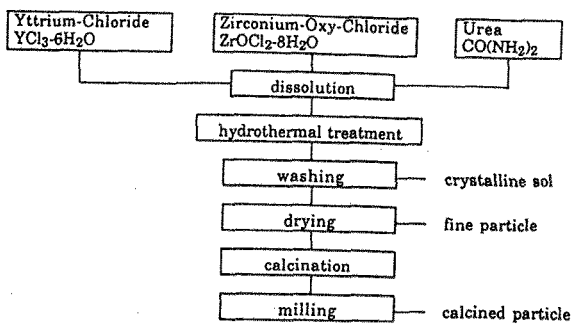 Yttrium-Chloride
YCl3-6H2O
Zirconium-Oxy-Chloride
ZrOCl2-8H2O
Urea
CO(NH2)2
dissolution
hydrothermal treatment
washing
crystalline sol
drying
fine particle
calcination
milling
calcined particle